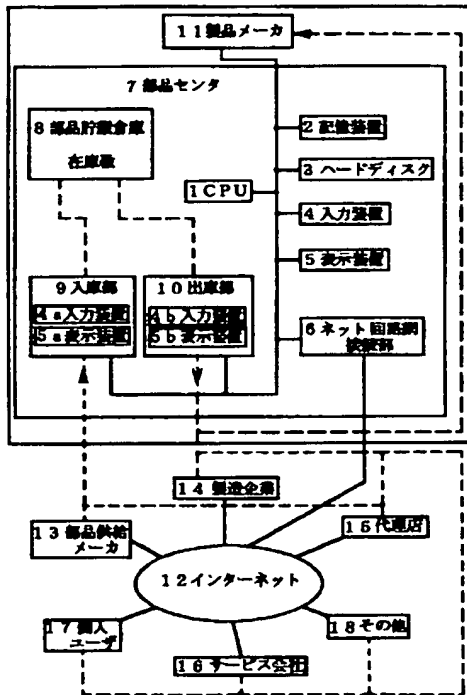 11製品メーカ
7部品センタ
8部品貯蔵倉庫
在庫数
2記憶装置
3ハードディスク
1CPU
4入力装置
5表示装置
9入庫部
4a入力装置
5a表示装置
10出庫部
4b入力装置
5b表示装置
6ネット回路網
接続部
14製造企業
13部品供給
メーカ
15代理店
12インターネット
17個人
ユーザ
18その他
16サービス会社